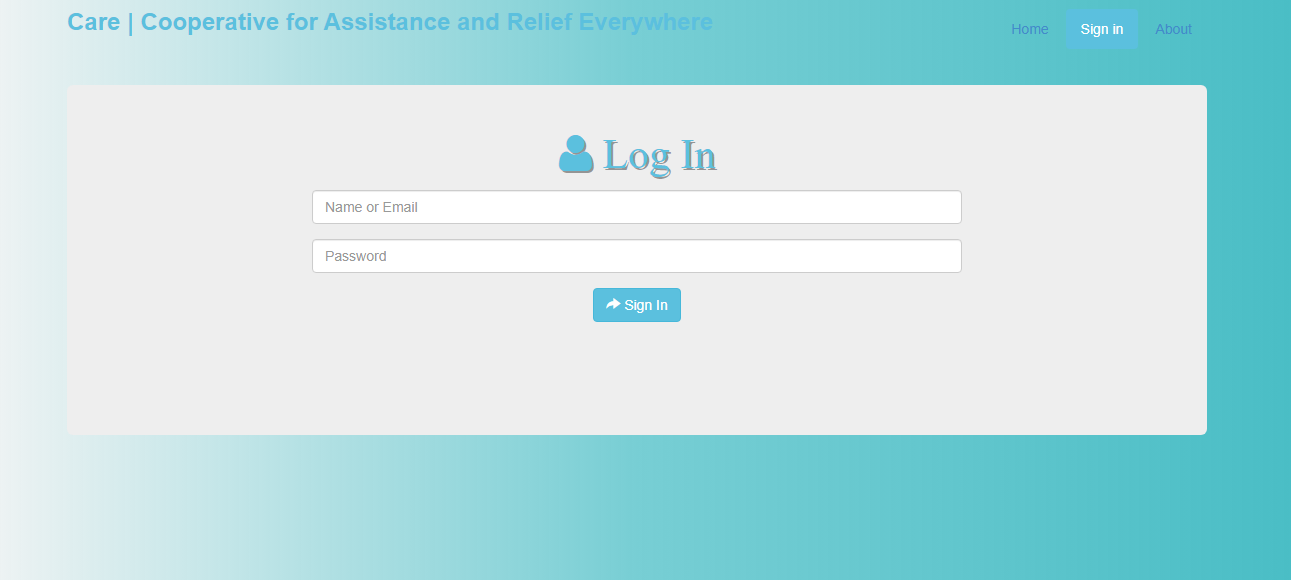 Care | Cooperative for Assistance and Relief Everywhere
Home Sign in About
Log In
Name or Email
Password
Sign In